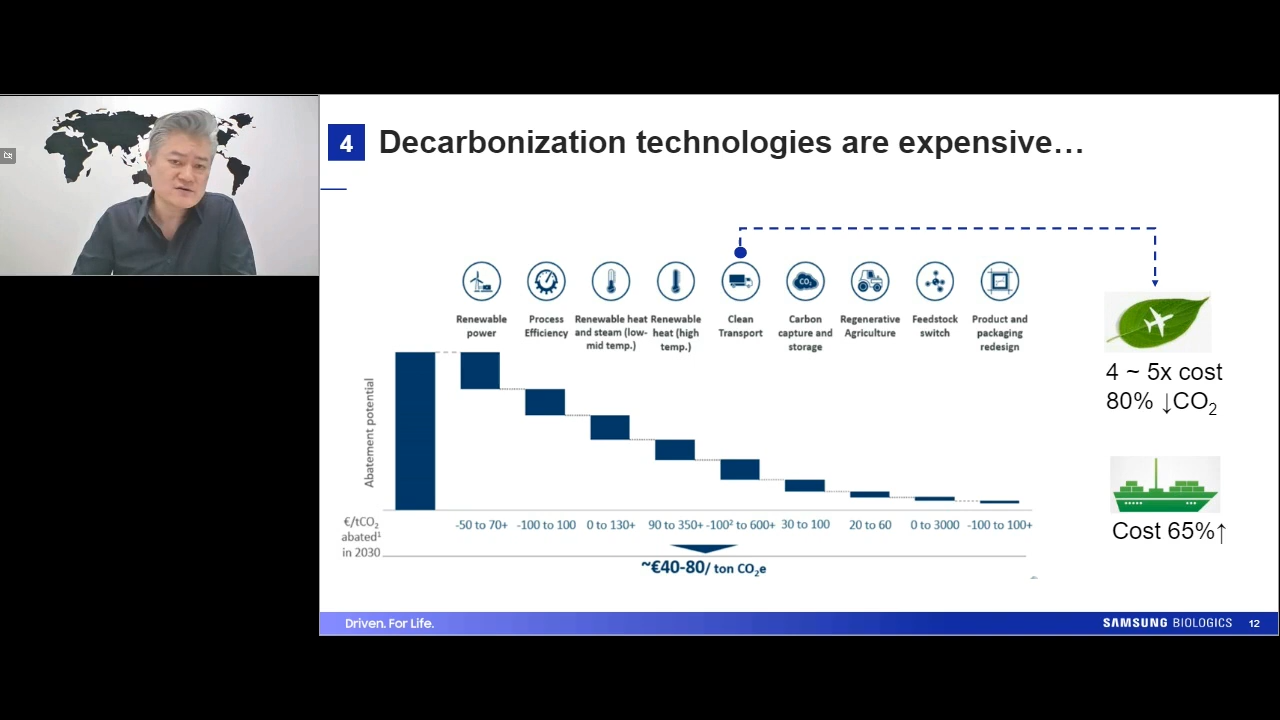 4 Decarbonization technologies are expensive…
Renewable power
Process Efficiency
Renewable heat and steam (low-mid temp.)
Renewable heat (high temp.)
Clean Transport
CO₂
Carbon capture and storage
Regenerative Agriculture
Feedstock switch
Product and packaging redesign
Abatement potential
€/tCO₂ abated¹ in 2030
-50 to 70+
-100 to 100
0 to 130+
90 to 350+
-100² to 600+
30 to 100
20 to 60
0 to 3000
-100 to 100+
~€40-80/ ton CO₂e
4 ~ 5x cost
80% ↓CO₂
Cost 65%↑
Driven. For Life.
SAMSUNG BIOLOGICS 12